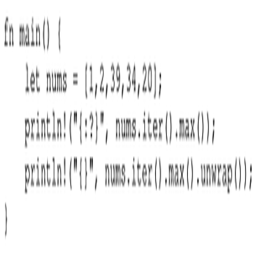 fn main() {
    let nums = [1,2,39,34,20];
    println!("{:?}", nums.iter().max());
    println!("{}", nums.iter().max().unwrap());
}